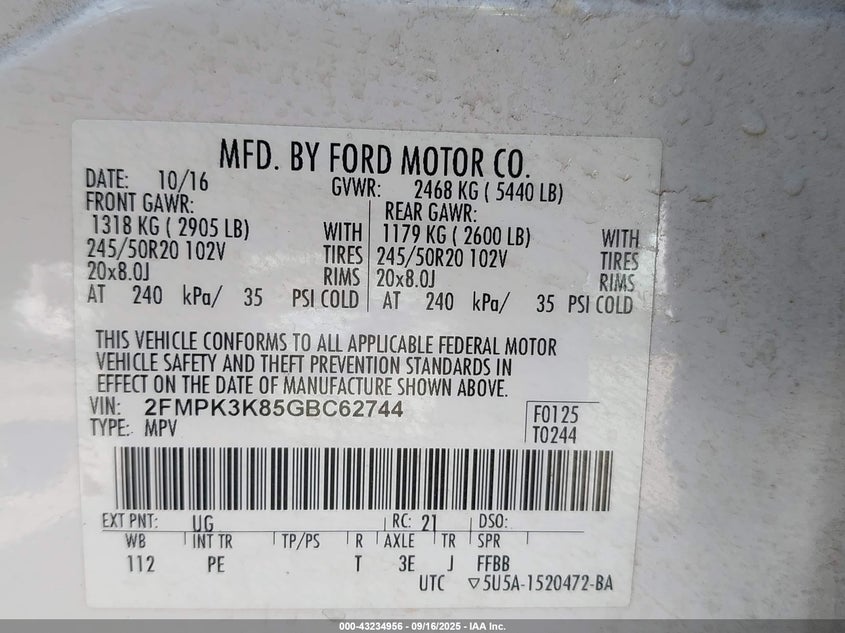 MFD. BY FORD MOTOR CO.
DATE: 10/16 GVWR: 2468 KG ( 5440 LB)
FRONT GAWR: REAR GAWR:
1318 KG ( 2905 LB) WITH 1179 KG ( 2600 LB) WITH
245/50R20 102V TIRES 245/50R20 102V TIRES
20x8.0J RIMS 20x8.0J RIMS
AT 240 kPa/ 35 PSI COLD AT 240 kPa/ 35 PSI COLD
THIS VEHICLE CONFORMS TO ALL APPLICABLE FEDERAL MOTOR
VEHICLE SAFETY AND THEFT PREVENTION STANDARDS IN
EFFECT ON THE DATE OF MANUFACTURE SHOWN ABOVE.
VIN: 2FMPK3K85GBC62744 F0125
TYPE: MPV T0244
EXT PNT: UG RC: 21 DSO:
WB INT TR TP/PS R AXLE TR SPR
112 PE T 3E J FFBB
UTC ▽5U5A-1520472-BA
000-43234956 - 09/16/2025 - IAA Inc.